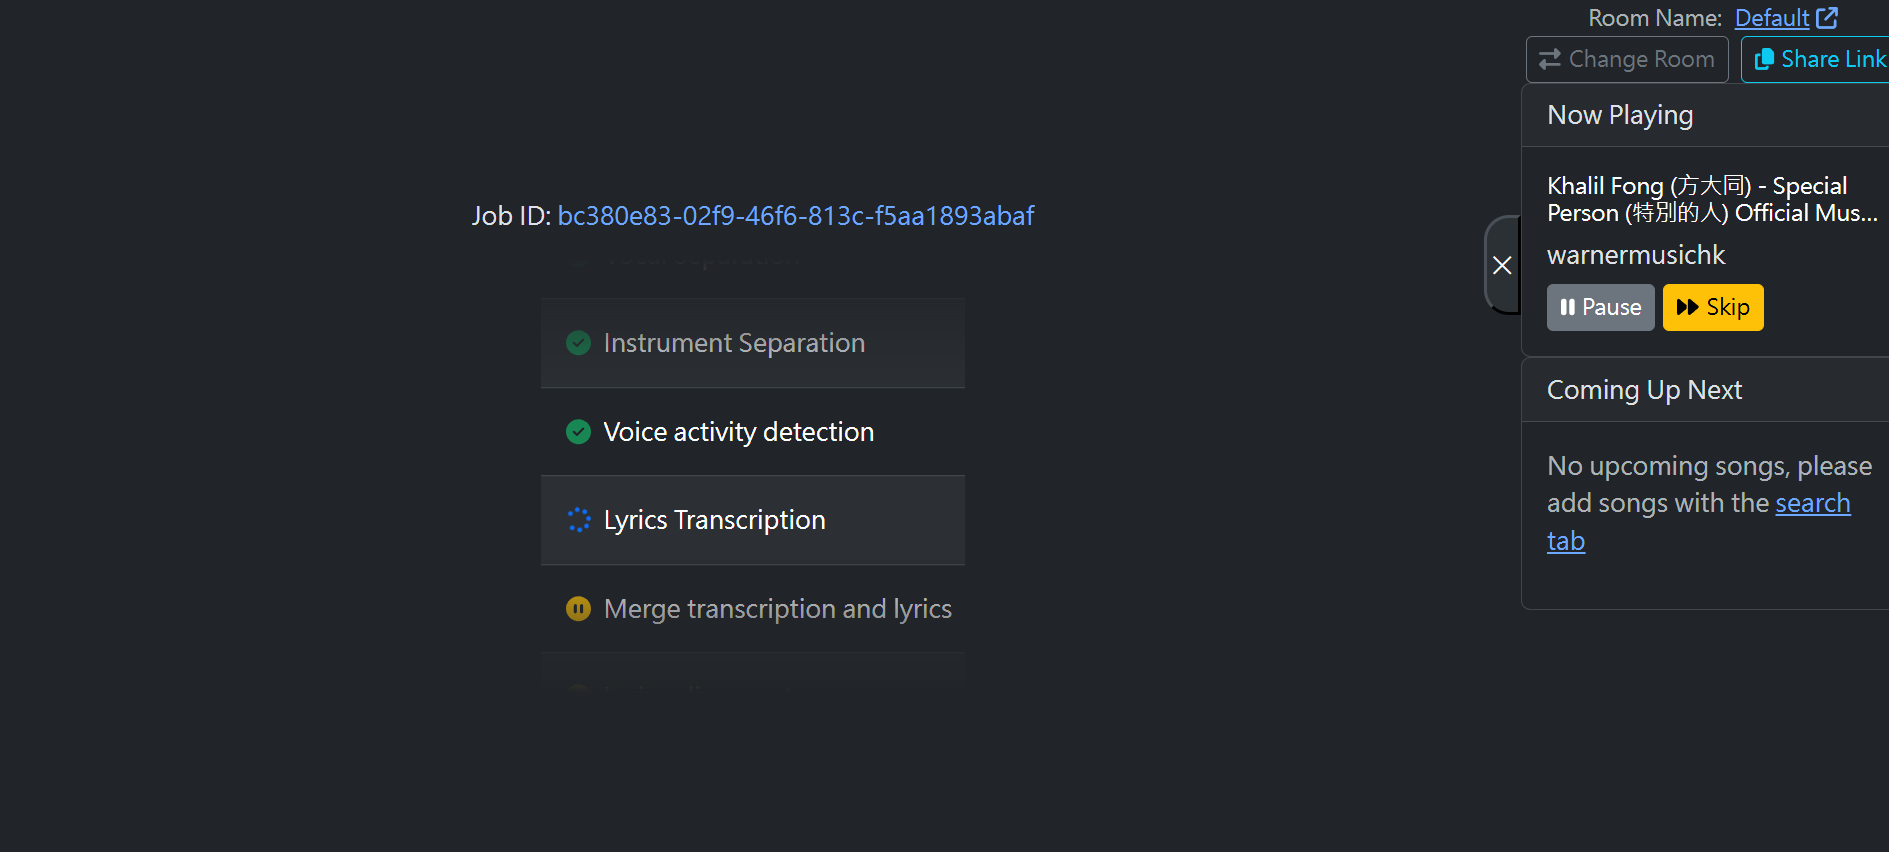 Room Name: Default
Change Room
Share Link
Now Playing
Khalil Fong (方大同) - Special
Person (特別的人) Official Mus...
warnermusichk
Pause
Skip
Coming Up Next
No upcoming songs, please
add songs with the search
tab
Job ID: bc380e83-02f9-46f6-813c-f5aa1893abaf
Instrument Separation
Voice activity detection
Lyrics Transcription
Merge transcription and lyrics